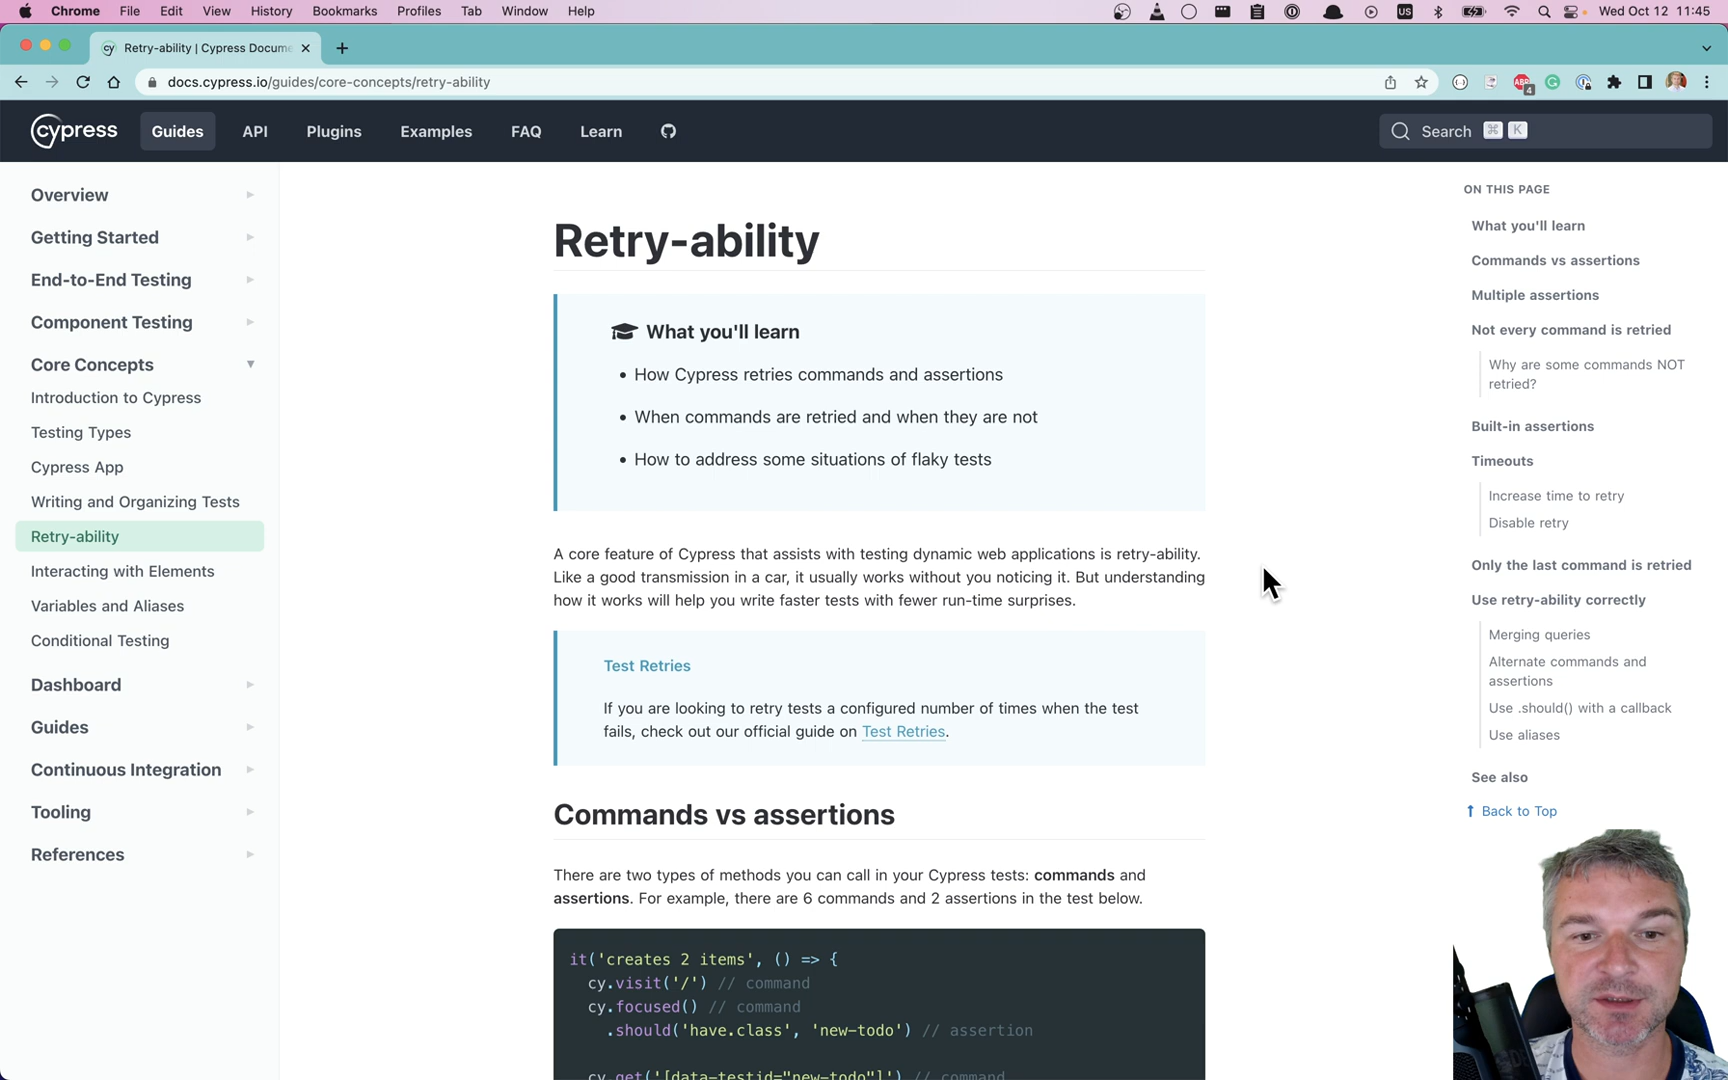 Chrome File Edit View History Bookmarks Profiles Tab Window Help US Wed Oct 12 11:45
cy Retry-ability | Cypress Docume
docs.cypress.io/guides/core-concepts/retry-ability ABP 4
cypress Guides API Plugins Examples FAQ Learn Search ⌘ K
Overview
Getting Started
End-to-End Testing
Component Testing
Core Concepts
Introduction to Cypress
Testing Types
Cypress App
Writing and Organizing Tests
Retry-ability
Interacting with Elements
Variables and Aliases
Conditional Testing
Dashboard
Guides
Continuous Integration
Tooling
References
Retry-ability
What you'll learn
• How Cypress retries commands and assertions
• When commands are retried and when they are not
• How to address some situations of flaky tests
A core feature of Cypress that assists with testing dynamic web applications is retry-ability.
Like a good transmission in a car, it usually works without you noticing it. But understanding
how it works will help you write faster tests with fewer run-time surprises.
Test Retries
If you are looking to retry tests a configured number of times when the test
fails, check out our official guide on Test Retries.
Commands vs assertions
There are two types of methods you can call in your Cypress tests: commands and
assertions. For example, there are 6 commands and 2 assertions in the test below.
it('creates 2 items', () => {
cy.visit('/') // command
cy.focused() // command
.should('have.class', 'new-todo') // assertion
cy.get('[data-testid="new-todo"]') // command
ON THIS PAGE
What you'll learn
Commands vs assertions
Multiple assertions
Not every command is retried
Why are some commands NOT
retried?
Built-in assertions
Timeouts
Increase time to retry
Disable retry
Only the last command is retried
Use retry-ability correctly
Merging queries
Alternate commands and
assertions
Use .should() with a callback
Use aliases
See also
↑ Back to Top